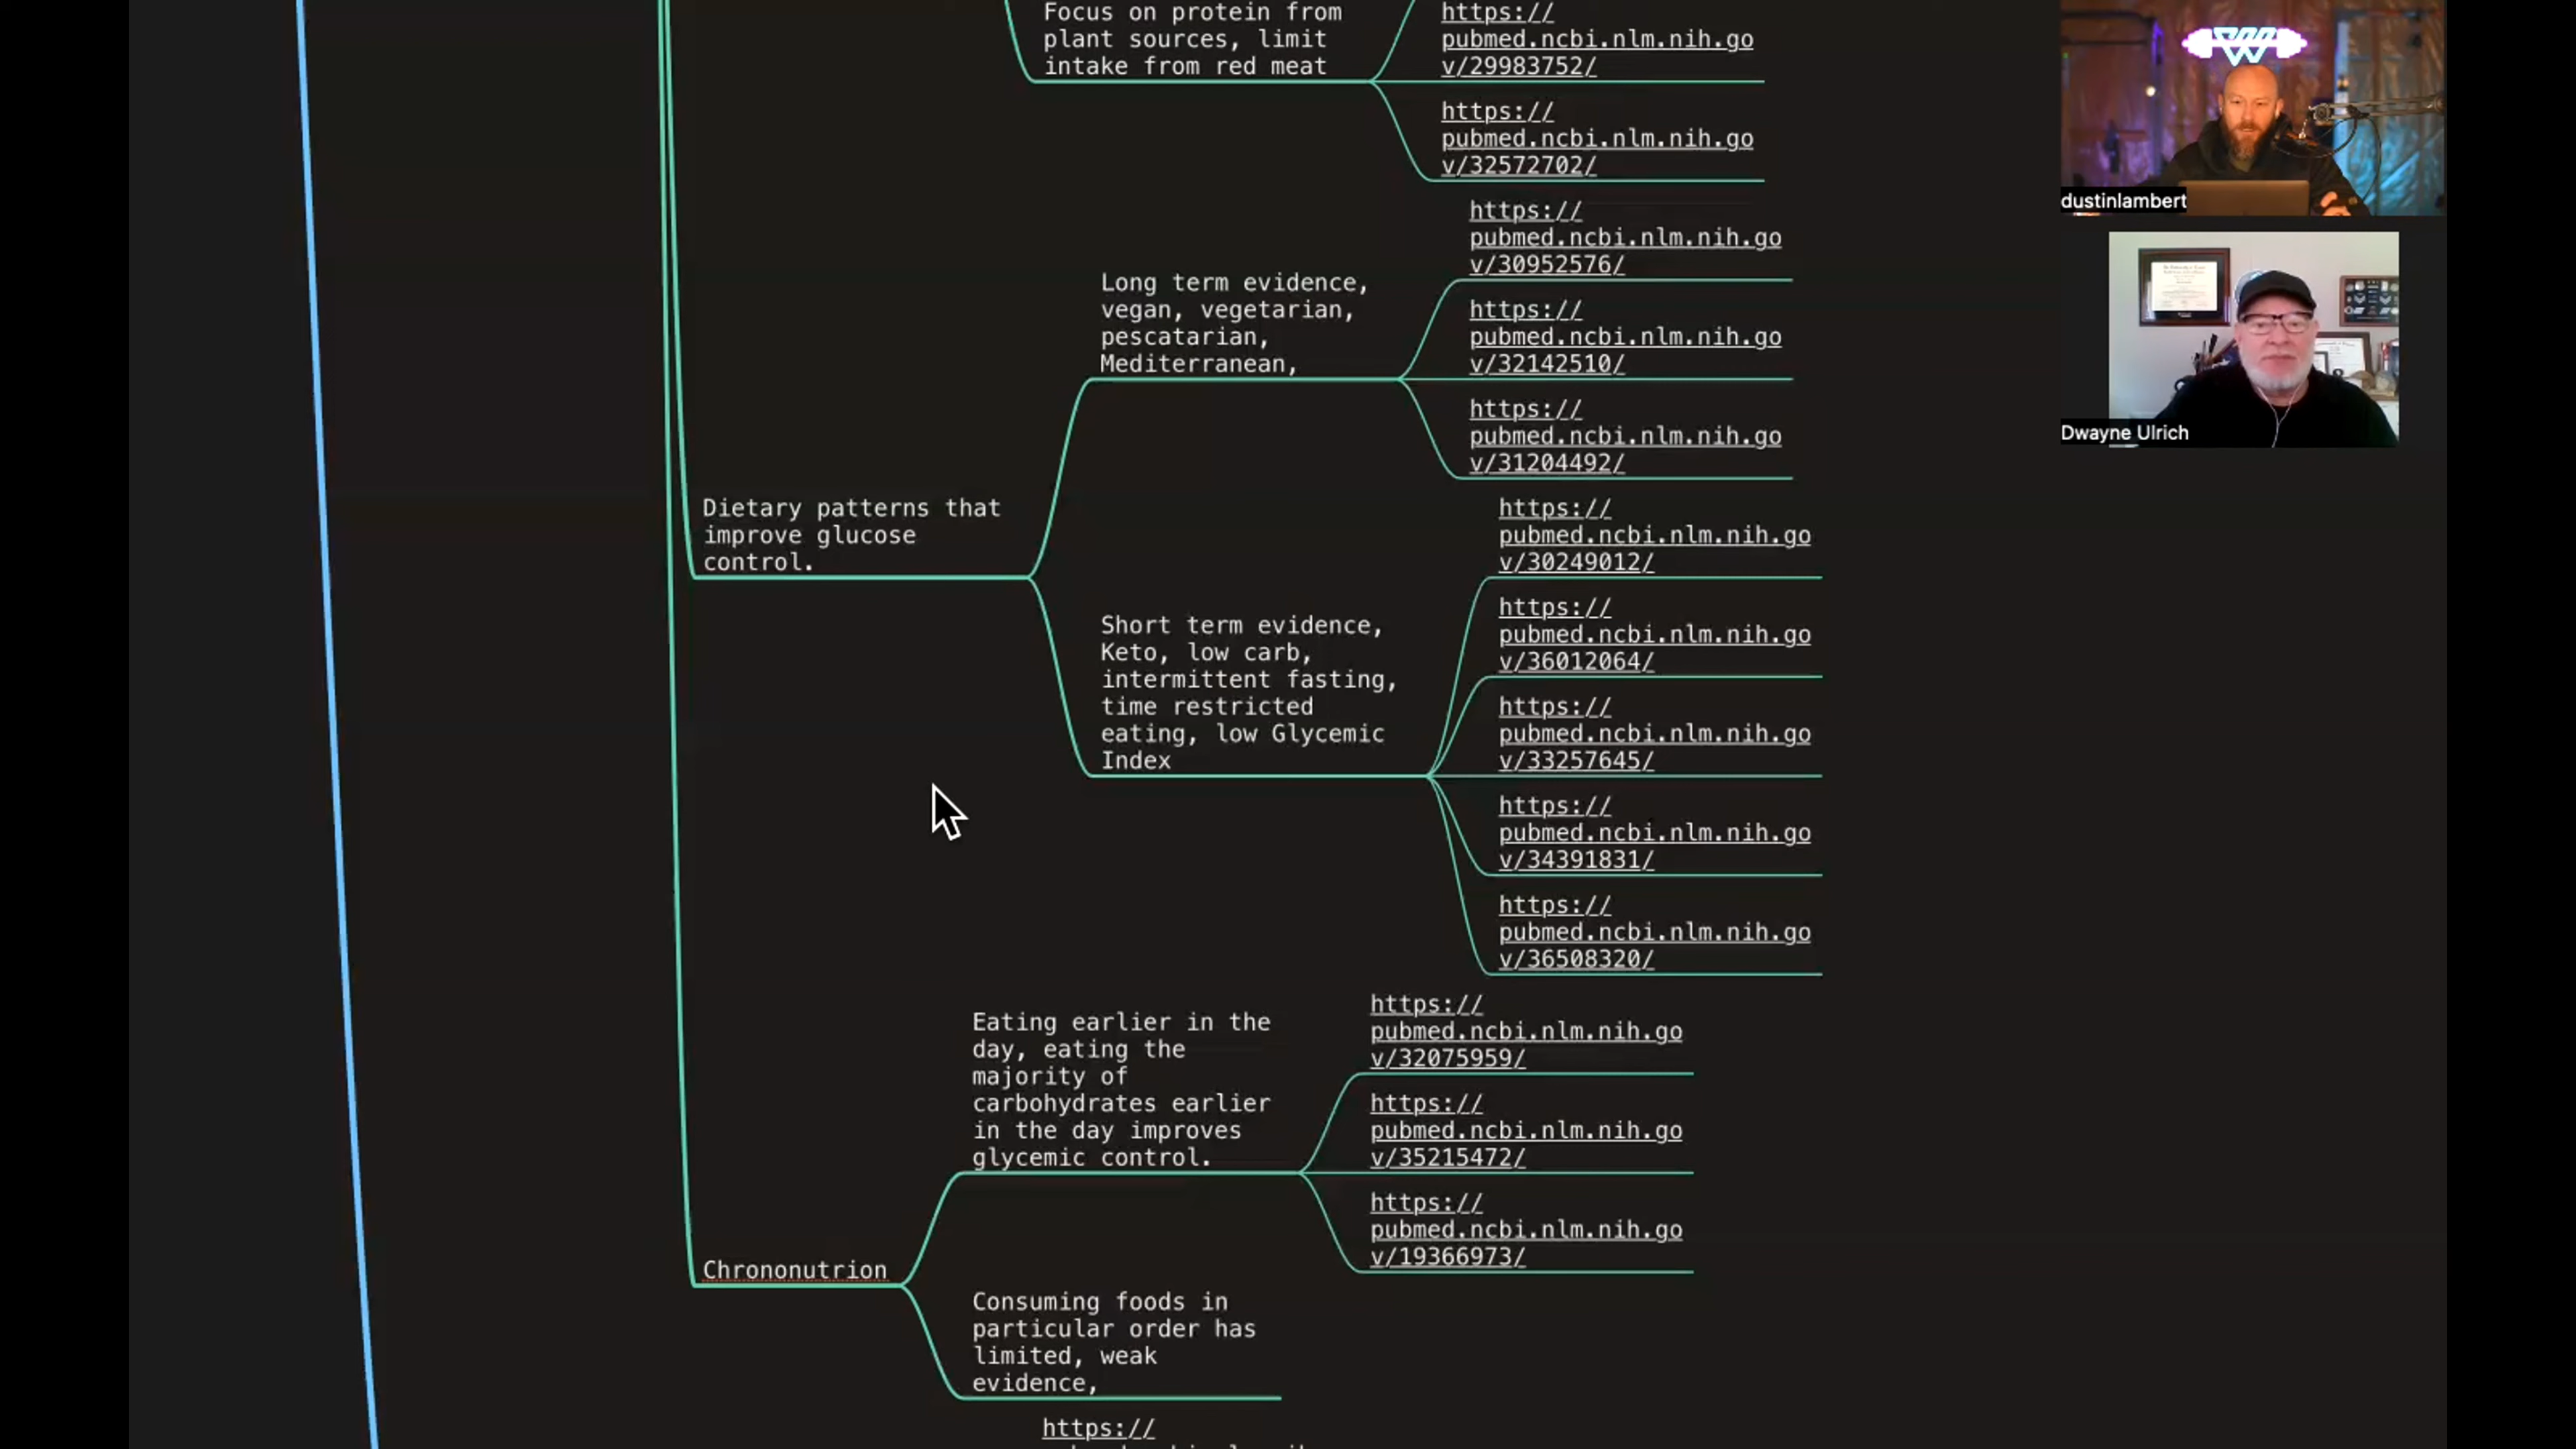 Focus on protein from
plant sources, limit
intake from red meat
https://
pubmed.ncbi.nlm.nih.go
v/29983752/
https://
pubmed.ncbi.nlm.nih.go
v/32572702/
Dietary patterns that
improve glucose
control.
Long term evidence,
vegan, vegetarian,
pescatarian,
Mediterranean,
https://
pubmed.ncbi.nlm.nih.go
v/30952576/
https://
pubmed.ncbi.nlm.nih.go
v/32142510/
https://
pubmed.ncbi.nlm.nih.go
v/31204492/
Short term evidence,
Keto, low carb,
intermittent fasting,
time restricted
eating, low Glycemic
Index
https://
pubmed.ncbi.nlm.nih.go
v/30249012/
https://
pubmed.ncbi.nlm.nih.go
v/36012064/
https://
pubmed.ncbi.nlm.nih.go
v/33257645/
https://
pubmed.ncbi.nlm.nih.go
v/34391831/
https://
pubmed.ncbi.nlm.nih.go
v/36508320/
Chrononutrion
Eating earlier in the
day, eating the
majority of
carbohydrates earlier
in the day improves
glycemic control.
https://
pubmed.ncbi.nlm.nih.go
v/32075959/
https://
pubmed.ncbi.nlm.nih.go
v/35215472/
https://
pubmed.ncbi.nlm.nih.go
v/19366973/
Consuming foods in
particular order has
limited, weak
evidence,
https://
dustinlambert
Dwayne Ulrich